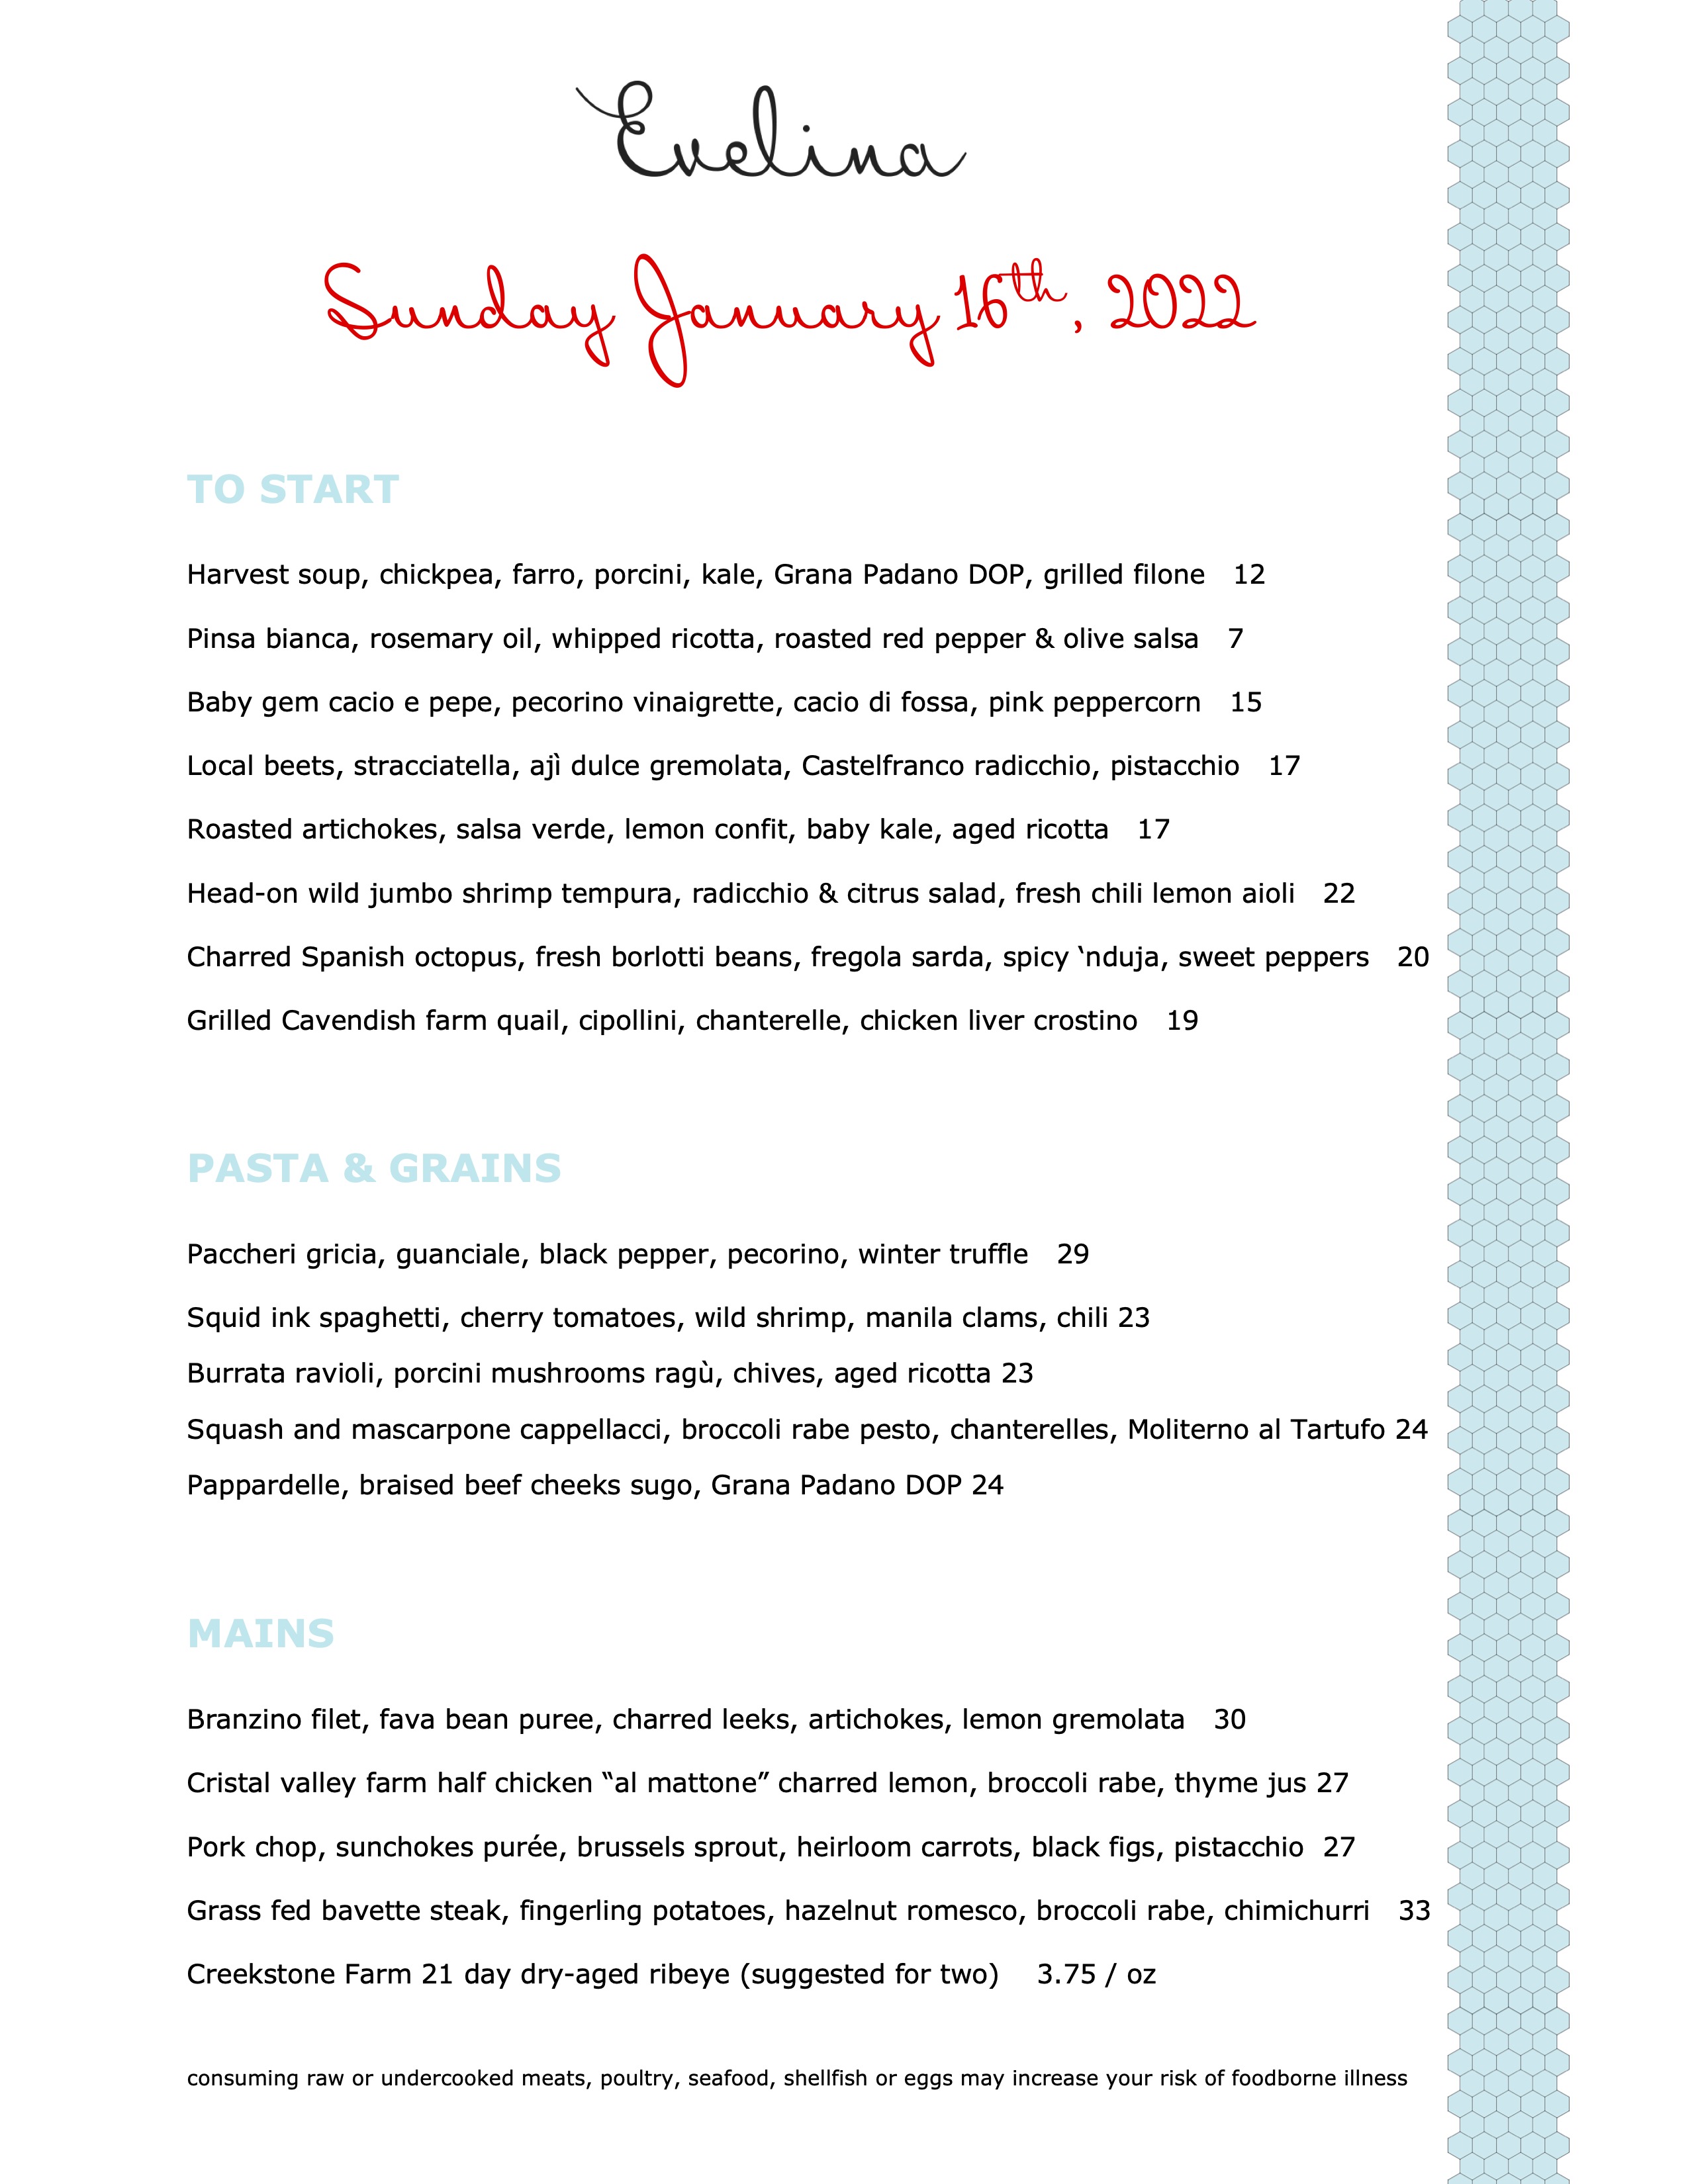 Evelina
Sunday January 16th, 2022
TO START
Harvest soup, chickpea, farro, porcini, kale, Grana Padano DOP, grilled filone 12
Pinsa bianca, rosemary oil, whipped ricotta, roasted red pepper & olive salsa 7
Baby gem cacio e pepe, pecorino vinaigrette, cacio di fossa, pink peppercorn 15
Local beets, stracciatella, ajì dulce gremolata, Castelfranco radicchio, pistacchio 17
Roasted artichokes, salsa verde, lemon confit, baby kale, aged ricotta 17
Head-on wild jumbo shrimp tempura, radicchio & citrus salad, fresh chili lemon aioli 22
Charred Spanish octopus, fresh borlotti beans, fregola sarda, spicy ‘nduja, sweet peppers 20
Grilled Cavendish farm quail, cipollini, chanterelle, chicken liver crostino 19
PASTA & GRAINS
Paccheri gricia, guanciale, black pepper, pecorino, winter truffle 29
Squid ink spaghetti, cherry tomatoes, wild shrimp, manila clams, chili 23
Burrata ravioli, porcini mushrooms ragù, chives, aged ricotta 23
Squash and mascarpone cappellacci, broccoli rabe pesto, chanterelles, Moliterno al Tartufo 24
Pappardelle, braised beef cheeks sugo, Grana Padano DOP 24
MAINS
Branzino filet, fava bean puree, charred leeks, artichokes, lemon gremolata 30
Cristal valley farm half chicken “al mattone” charred lemon, broccoli rabe, thyme jus 27
Pork chop, sunchokes purée, brussels sprout, heirloom carrots, black figs, pistacchio 27
Grass fed bavette steak, fingerling potatoes, hazelnut romesco, broccoli rabe, chimichurri 33
Creekstone Farm 21 day dry-aged ribeye (suggested for two) 3.75 / oz
consuming raw or undercooked meats, poultry, seafood, shellfish or eggs may increase your risk of foodborne illness